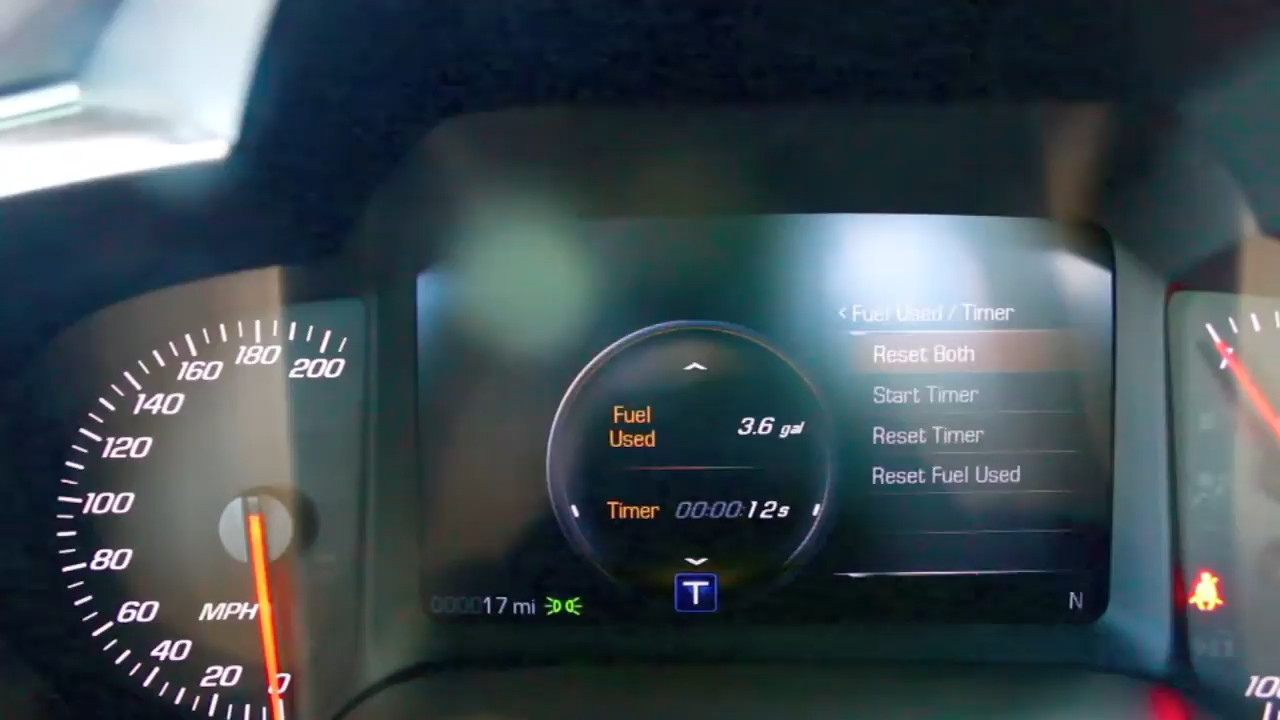 200
180
160
140
120
100
80
60
40
20
0
MPH
< Fuel Used / Timer
Reset Both
Start Timer
Reset Timer
Reset Fuel Used
Fuel
Used
3.6 gal
Timer 00:00:12s
T
000017 mi
N